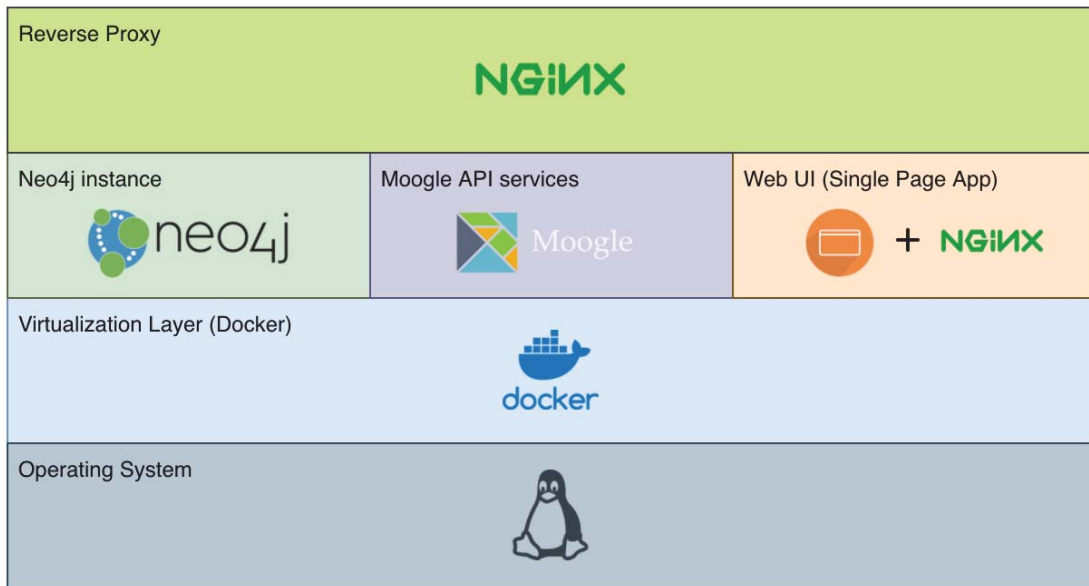 Reverse Proxy
NGiNX
Neo4j instance
neo4j
Moogle API services
Moogle
Web UI (Single Page App)
+ NGiNX
Virtualization Layer (Docker)
docker
Operating System